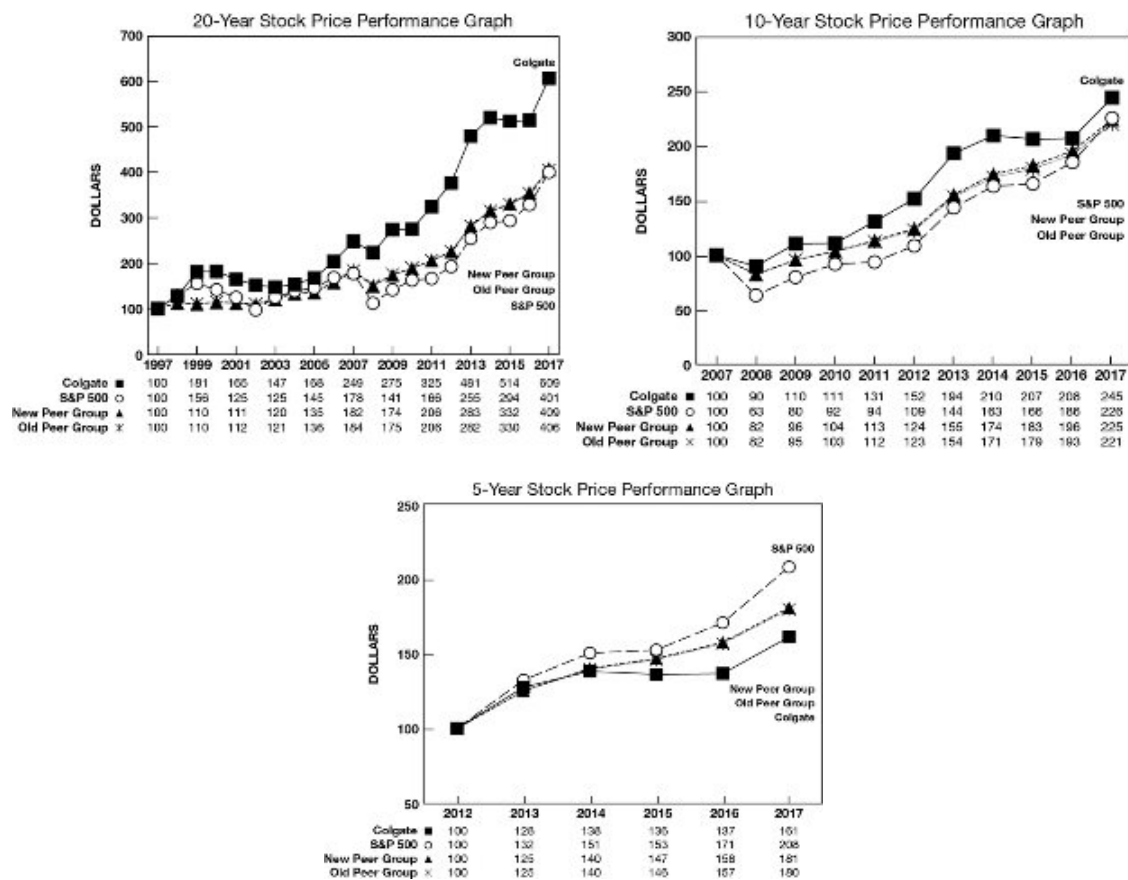 20-Year Stock Price Performance Graph
700
600
500
400
300
200
100
0
DOLLARS
Colgate
New Peer Group
Old Peer Group
S&P 500
1997 1999 2001 2003 2005 2007 2009 2011 2013 2015 2017
Colgate 100 181 165 147 168 249 275 325 481 514 609
S&P 500 100 156 125 125 145 178 141 166 255 294 401
New Peer Group 100 110 111 120 135 182 174 206 283 332 409
Old Peer Group 100 110 112 121 136 184 175 206 282 330 406
10-Year Stock Price Performance Graph
300
250
200
150
100
50
0
DOLLARS
Colgate
S&P 500
New Peer Group
Old Peer Group
2007 2008 2009 2010 2011 2012 2013 2014 2015 2016 2017
Colgate 100 90 110 111 131 152 194 210 207 208 245
S&P 500 100 63 80 92 94 109 144 163 166 186 226
New Peer Group 100 82 96 104 113 124 155 174 183 196 225
Old Peer Group 100 82 95 103 112 123 154 171 179 193 221
5-Year Stock Price Performance Graph
250
200
150
100
50
DOLLARS
S&P 500
New Peer Group
Old Peer Group
Colgate
2012 2013 2014 2015 2016 2017
Colgate 100 128 138 136 137 161
S&P 500 100 132 151 153 171 208
New Peer Group 100 125 140 147 158 181
Old Peer Group 100 125 140 146 157 180